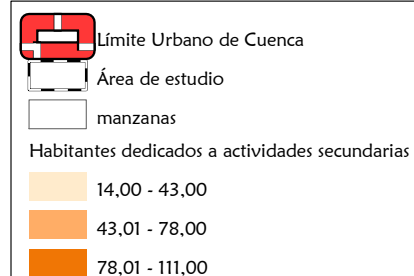 Límite Urbano de Cuenca
Área de estudio
manzanas
Habitantes dedicados a actividades secundarias
14,00 - 43,00
43,01 - 78,00
78,01 - 111,00